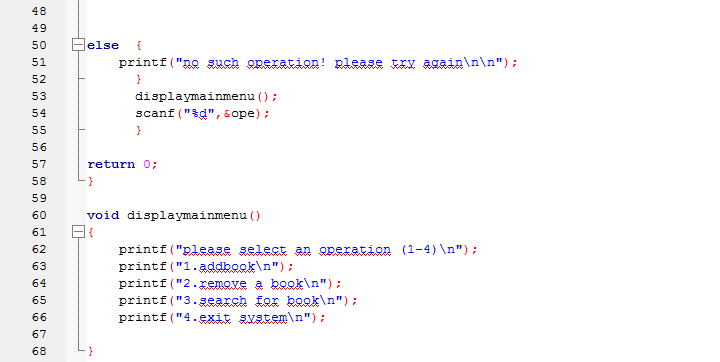 48
49
50 else {
51 printf("no such operation! please try again\n\n");
52 }
53 displaymainmenu();
54 scanf("%d",&ope);
55 }
56
57 return 0;
58 }
59
60 void displaymainmenu()
61 {
62 printf("please select an operation (1-4)\n");
63 printf("1.addbook\n");
64 printf("2.remove a book\n");
65 printf("3.search for book\n");
66 printf("4.exit system\n");
67
68 }